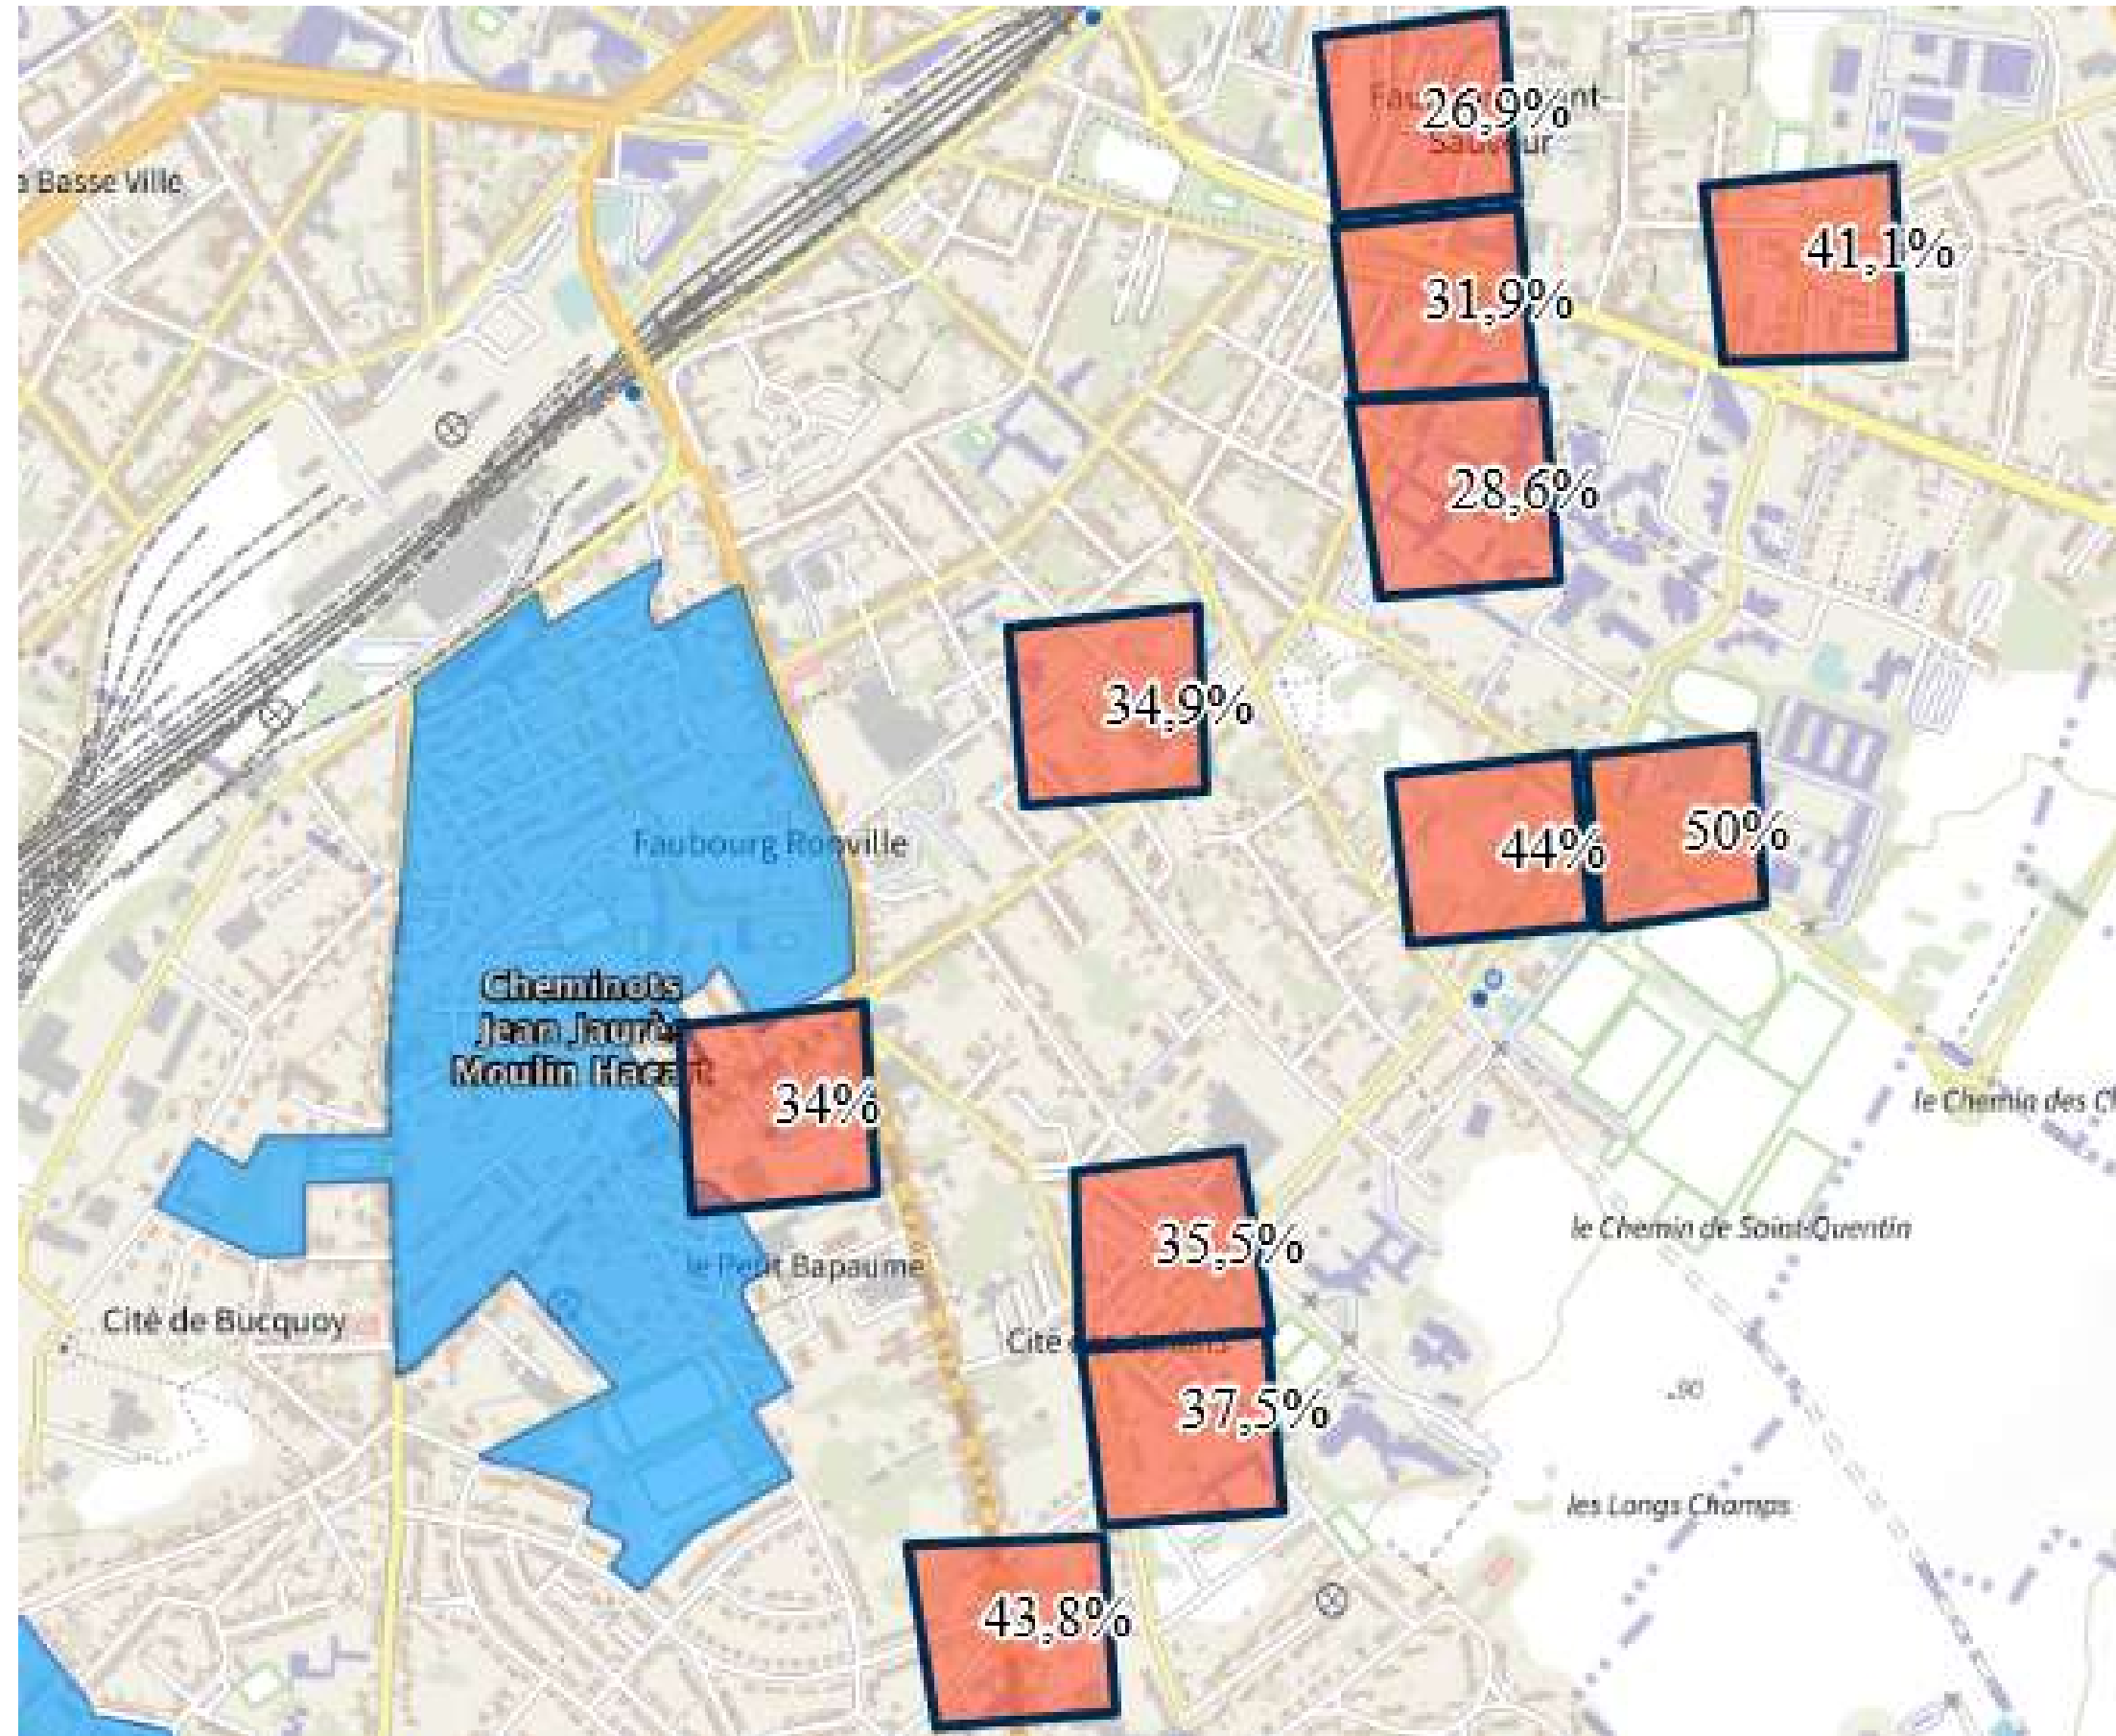 26,9%
a Basse Ville
41,1%
31,9%
28,6%
34,9%
50%
Faubourg Ronville
44%
Cheminots
Jean Jaurès
Moulin Hacart
34%
le Chemin des
le Chemin de Saint-Quentin
35,5%
le Petit Bapaume
Cité de Bucquoy
Cité
90
37,5%
les Longs Champs
43,8%